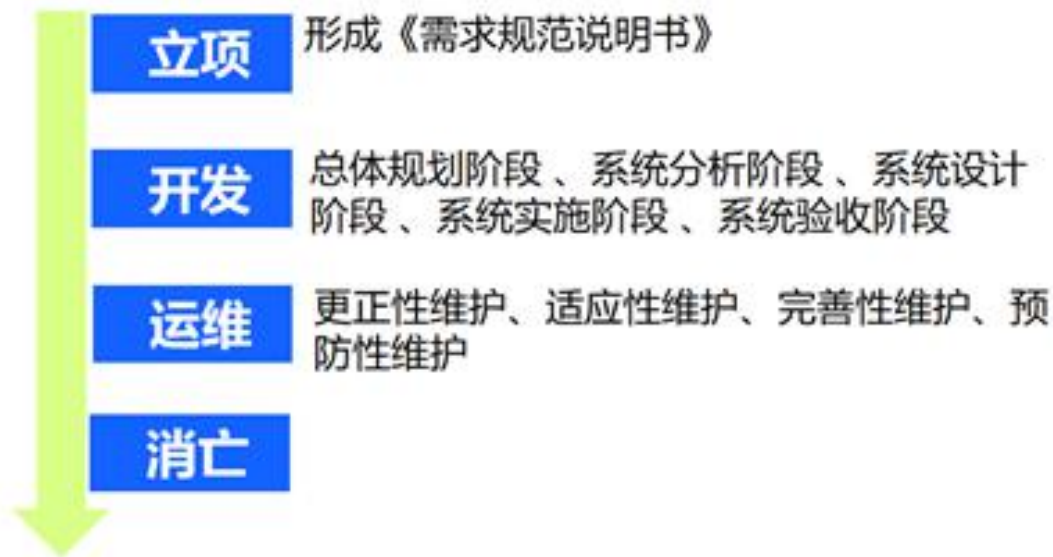 立项
形成《需求规范说明书》
开发
总体规划阶段 、系统分析阶段 、系统设计
阶段 、系统实施阶段 、系统验收阶段
运维
更正性维护、适应性维护、完善性维护、预
防性维护
消亡